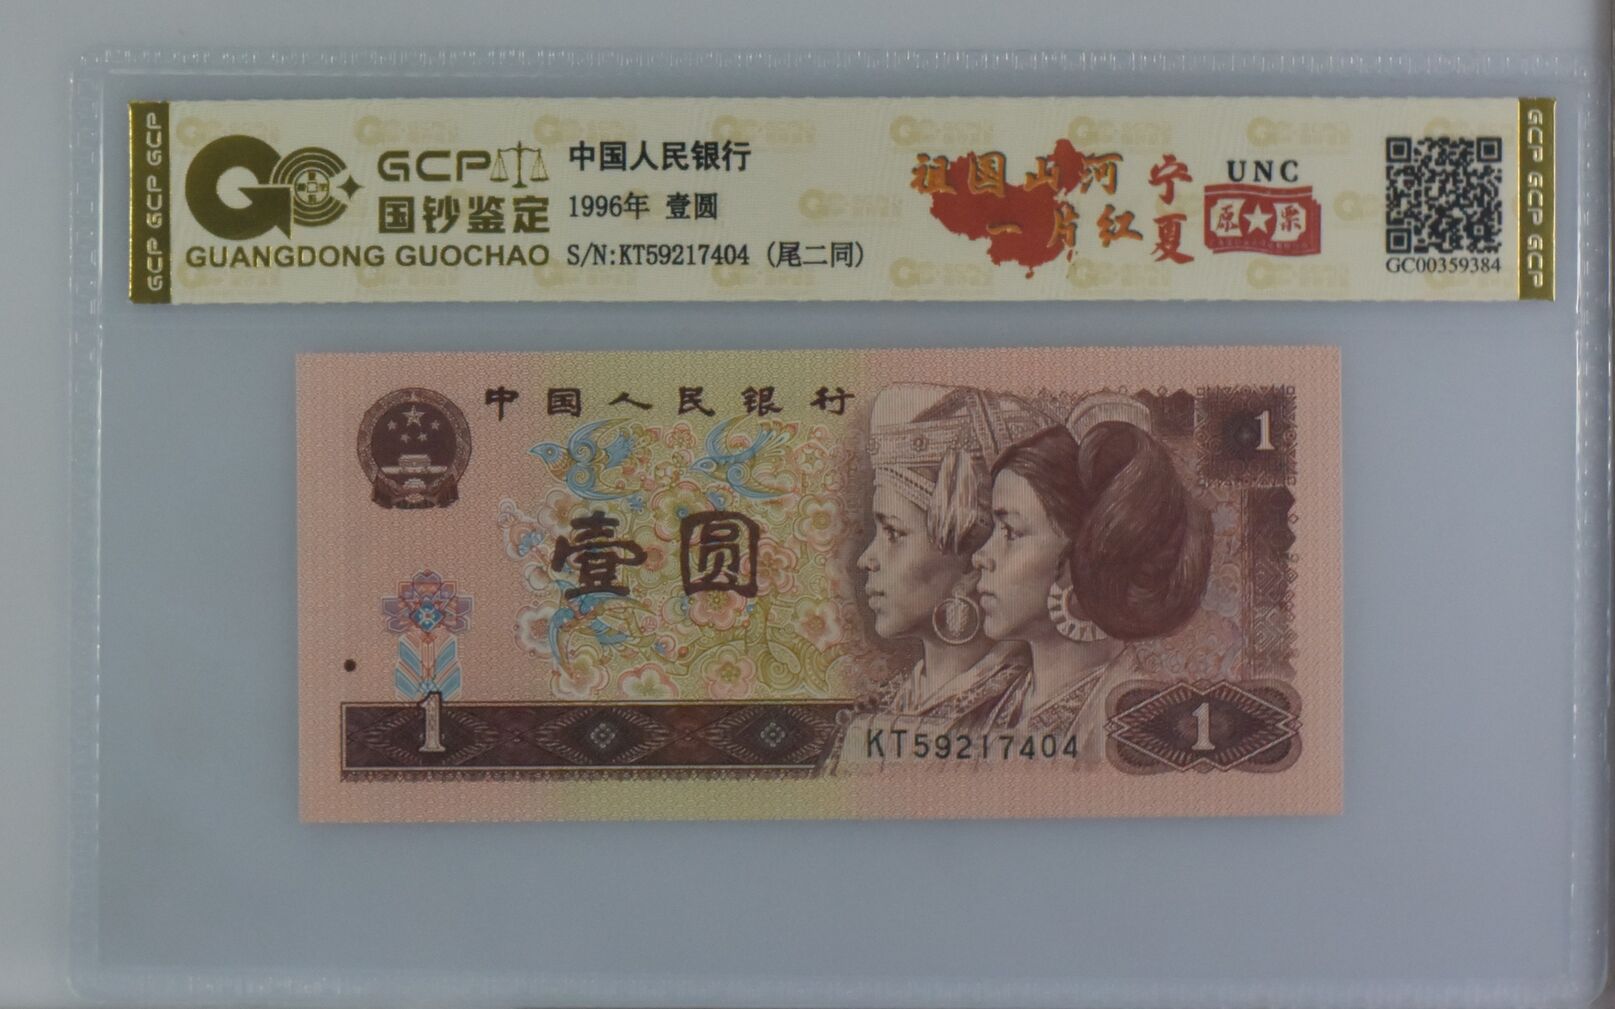 GCP GCP GCP
GCP
国钞鉴定
GUANGDONG GUOCHAO
中国人民银行
1996年 壹圆
S/N:KT59217404 (尾二同)
祖国山河
一片红
宁夏
UNC
原★票
GC00359384
GCP GCP GCP
中国人民银行
1
壹圆
1
KT59217404
1